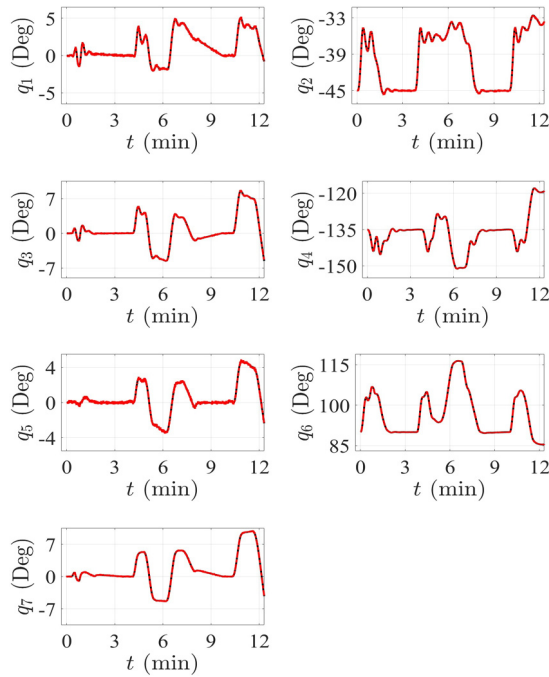 5
0
-5
q1 (Deg)
0 3 6 9 12
t (min)
-33
-39
-45
q2 (Deg)
0 3 6 9 12
t (min)
7
0
-7
q3 (Deg)
0 3 6 9 12
t (min)
-120
-135
-150
q4 (Deg)
0 3 6 9 12
t (min)
4
0
-4
q5 (Deg)
0 3 6 9 12
t (min)
115
100
85
q6 (Deg)
0 3 6 9 12
t (min)
7
0
-7
q7 (Deg)
0 3 6 9 12
t (min)